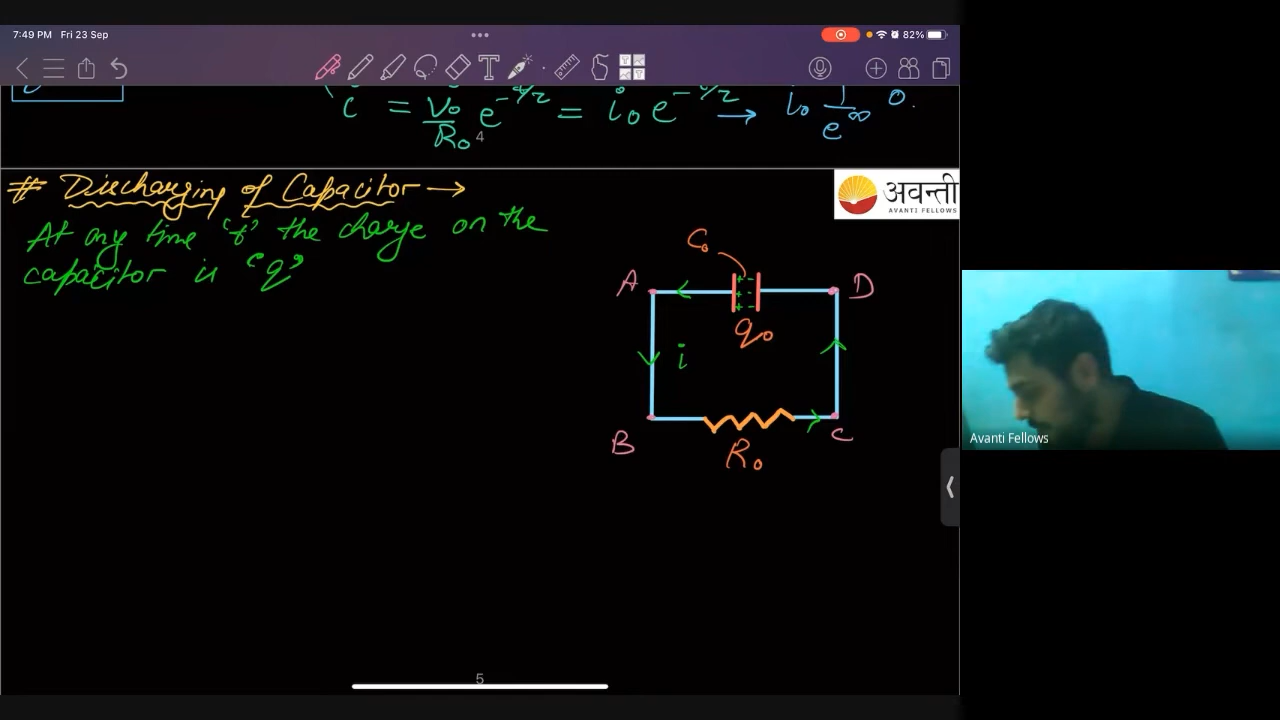 7:49 PM Fri 23 Sep
82%
i = V₀/R₀ e^-t/τ = i₀ e^-t/τ → i₀ 1/e^∞ 0.
4
# Discharging of Capacitor →
अवन्ती
AVANTI FELLOWS
At any time 't' the charge on the
capacitor is "q"
C₀
A
D
q₀
i
B
C
R₀
Avanti Fellows
5